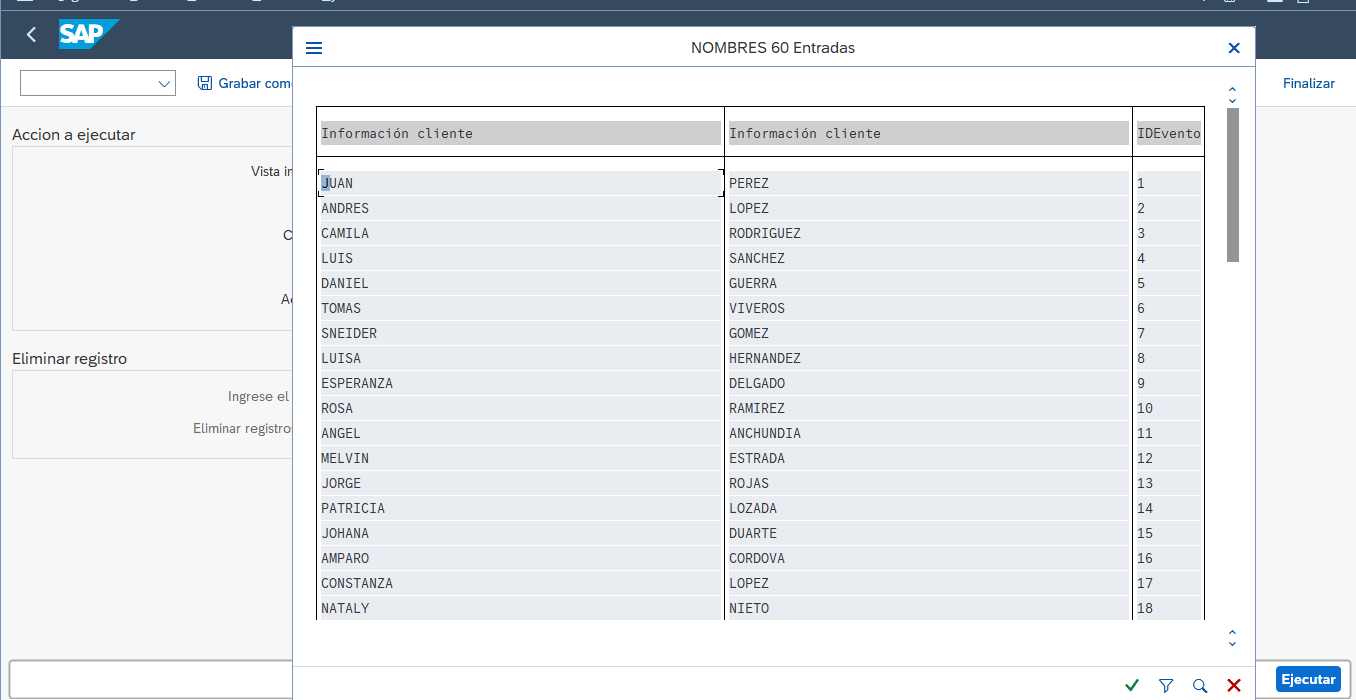 SAP
NOMBRES 60 Entradas
Grabar com
Finalizar
Accion a ejecutar
Vista in
C
Ac
Eliminar registro
Ingrese el
Eliminar registros
Información cliente Información cliente IDEvento
JUAN PEREZ 1
ANDRES LOPEZ 2
CAMILA RODRIGUEZ 3
LUIS SANCHEZ 4
DANIEL GUERRA 5
TOMAS VIVEROS 6
SNEIDER GOMEZ 7
LUISA HERNANDEZ 8
ESPERANZA DELGADO 9
ROSA RAMIREZ 10
ANGEL ANCHUNDIA 11
MELVIN ESTRADA 12
JORGE ROJAS 13
PATRICIA LOZADA 14
JOHANA DUARTE 15
AMPARO CORDOVA 16
CONSTANZA LOPEZ 17
NATALY NIETO 18
Ejecutar